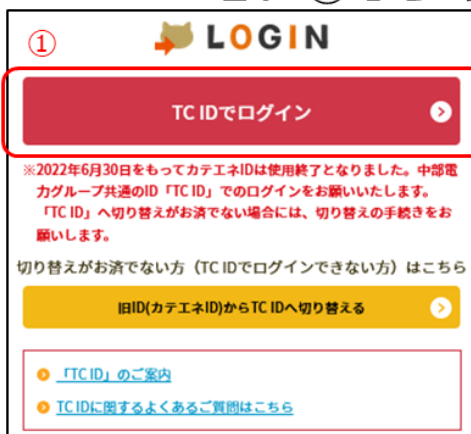 ①
LOGIN
TC IDでログイン
※2022年6月30日をもってカテエネIDは使用終了となりました。中部電
力グループ共通のID「TC ID」でのログインをお願いいたします。
「TC ID」へ切り替えがお済でない場合には、切り替えの手続きをお
願いします。
切り替えがお済でない方（TC IDでログインできない方）はこちら
旧ID(カテエネID)からTC IDへ切り替える
「TC ID」のご案内
TC IDに関するよくあるご質問はこちら